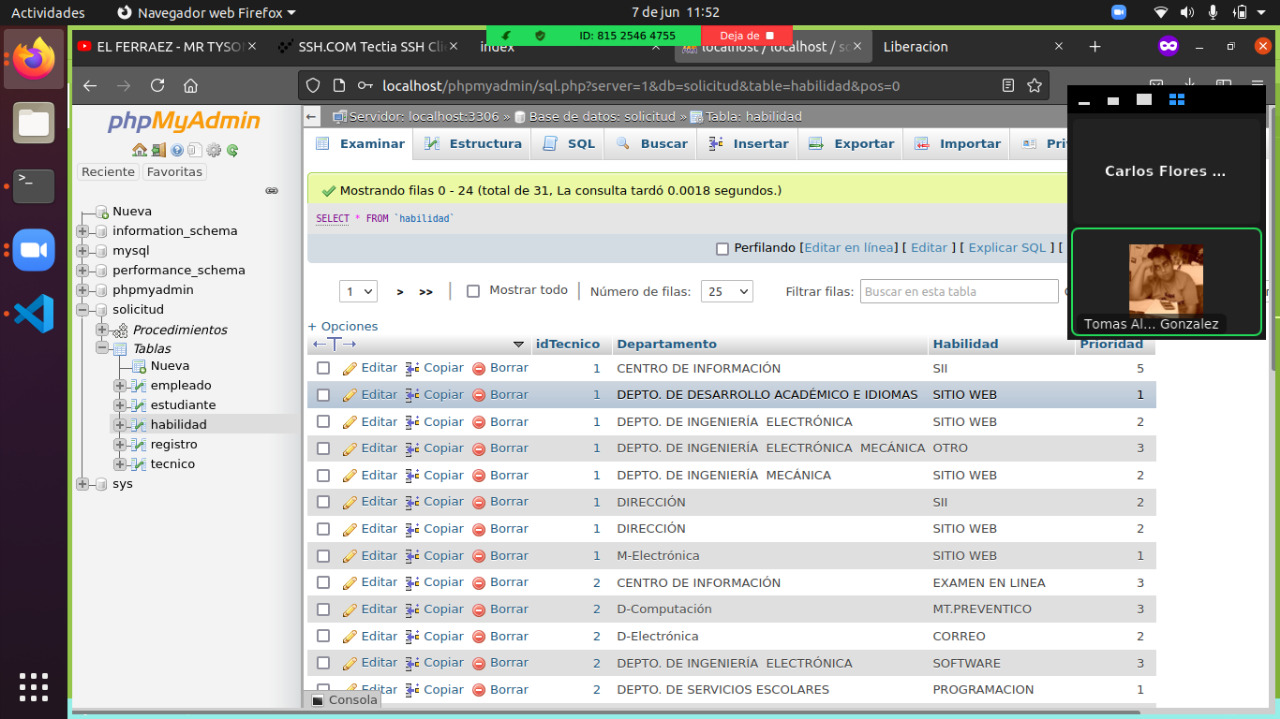 Actividades Navegador web Firefox 7 de jun 11:52
EL FERRAEZ - MR TYSO SSH.COM Tectia SSH Cli index localhost / localhost / so Liberacion
ID: 815 2546 4755 Deja de
localhost/phpmyadmin/sql.php?server=1&db=solicitud&table=habilidad&pos=0
phpMyAdmin
Reciente Favoritas
Nueva
information_schema
mysql
performance_schema
phpmyadmin
solicitud
Procedimientos
Tablas
Nueva
empleado
estudiante
habilidad
registro
tecnico
sys
Servidor: localhost:3306 » Base de datos: solicitud » Tabla: habilidad
Examinar Estructura SQL Buscar Insertar Exportar Importar Pri
Mostrando filas 0 - 24 (total de 31, La consulta tardó 0.0018 segundos.)
SELECT * FROM `habilidad`
Perfilando [Editar en línea] [ Editar ] [ Explicar SQL ] [
1 > >> | Mostrar todo | Número de filas: 25 Filtrar filas: Buscar en esta tabla
+ Opciones
←T→ idTecnico Departamento Habilidad Prioridad
Editar Copiar Borrar 1 CENTRO DE INFORMACIÓN SII 5
Editar Copiar Borrar 1 DEPTO. DE DESARROLLO ACADÉMICO E IDIOMAS SITIO WEB 1
Editar Copiar Borrar 1 DEPTO. DE INGENIERÍA ELECTRÓNICA SITIO WEB 2
Editar Copiar Borrar 1 DEPTO. DE INGENIERÍA ELECTRÓNICA MECÁNICA OTRO 3
Editar Copiar Borrar 1 DEPTO. DE INGENIERÍA MECÁNICA SITIO WEB 2
Editar Copiar Borrar 1 DIRECCIÓN SII 2
Editar Copiar Borrar 1 DIRECCIÓN SITIO WEB 2
Editar Copiar Borrar 1 M-Electrónica SITIO WEB 1
Editar Copiar Borrar 2 CENTRO DE INFORMACIÓN EXAMEN EN LINEA 3
Editar Copiar Borrar 2 D-Computación MT.PREVENTICO 3
Editar Copiar Borrar 2 D-Electrónica CORREO 2
Editar Copiar Borrar 2 DEPTO. DE INGENIERÍA ELECTRÓNICA SOFTWARE 3
Editar Copiar Borrar 2 DEPTO. DE SERVICIOS ESCOLARES PROGRAMACION 1
Consola
Carlos Flores ...
Tomas Al... Gonzalez